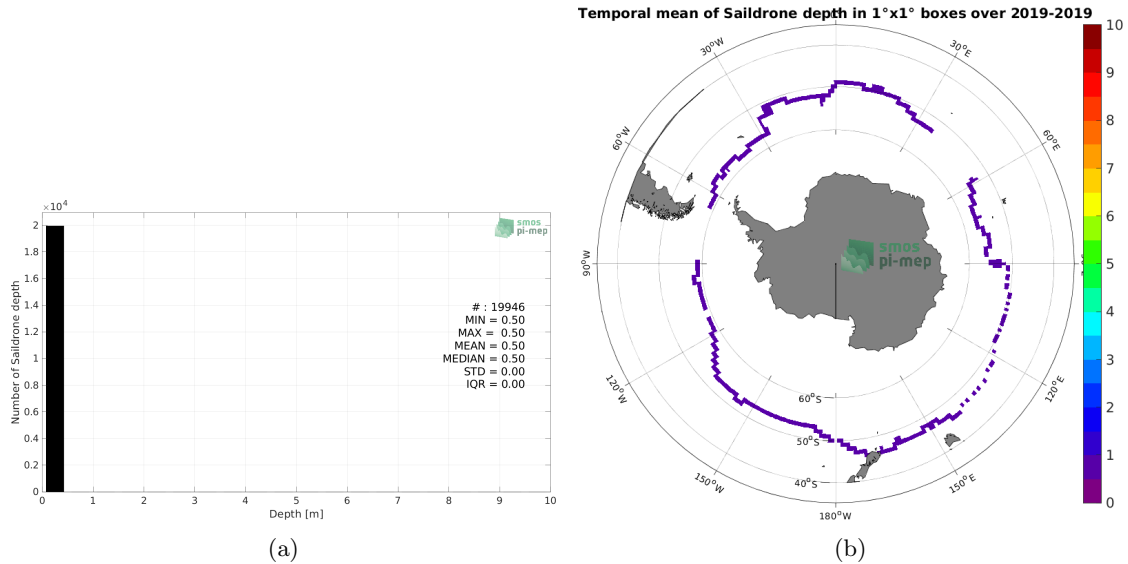 ×10⁴
2
1.8
1.6
1.4
1.2
1
0.8
0.6
0.4
0.2
0
0 1 2 3 4 5 6 7 8 9 10
Number of Saildrone depth
Depth [m]
smos
pi-mep
# : 19946
MIN = 0.50
MAX = 0.50
MEAN = 0.50
MEDIAN = 0.50
STD = 0.00
IQR = 0.00
(a)
Temporal mean of Saildrone depth in 1°x1° boxes over 2019-2019
30°W
30°E
60°W
60°E
90°W
120°W
120°E
150°W
150°E
180°W
60°S
50°S
40°S
smos
pi-mep
10
9
8
7
6
5
4
3
2
1
0
(b)